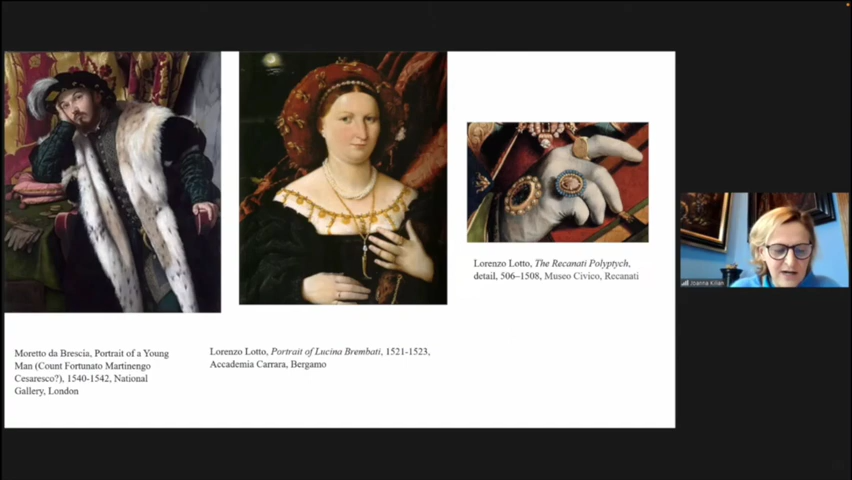 Lorenzo Lotto, The Recanati Polyptych,
detail, 506–1508, Museo Civico, Recanati
Moretto da Brescia, Portrait of a Young
Man (Count Fortunato Martinengo
Cesaresco?), 1540-1542, National
Gallery, London
Lorenzo Lotto, Portrait of Lucina Brembati, 1521-1523,
Accademia Carrara, Bergamo
Joanna Kilian